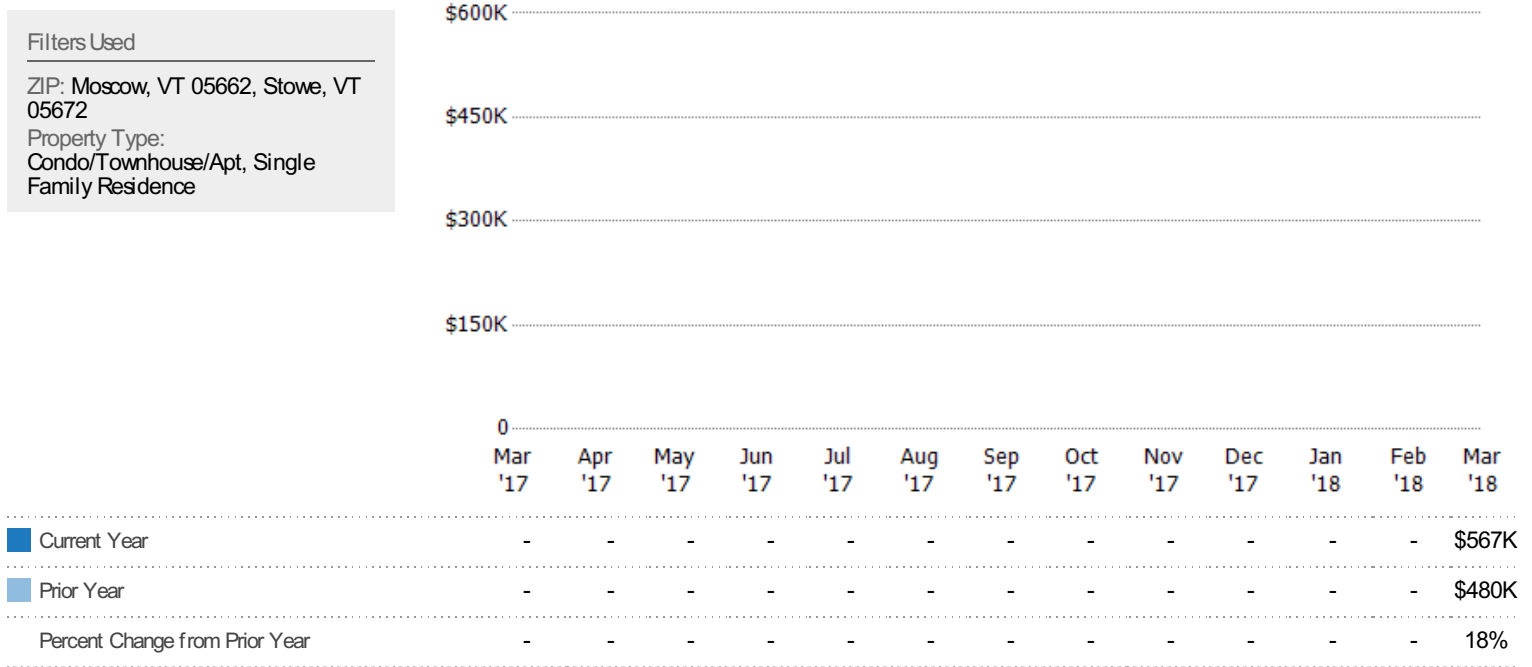 Filters Used
ZIP: Moscow, VT 05662, Stowe, VT
05672
Property Type:
Condo/Townhouse/Apt, Single
Family Residence
$600K
$450K
$300K
$150K
0
Mar Apr May Jun Jul Aug Sep Oct Nov Dec Jan Feb Mar
'17 '17 '17 '17 '17 '17 '17 '17 '17 '17 '18 '18 '18
Current Year - - - - - - - - - - - - $567K
Prior Year - - - - - - - - - - - - $480K
Percent Change from Prior Year - - - - - - - - - - - - 18%